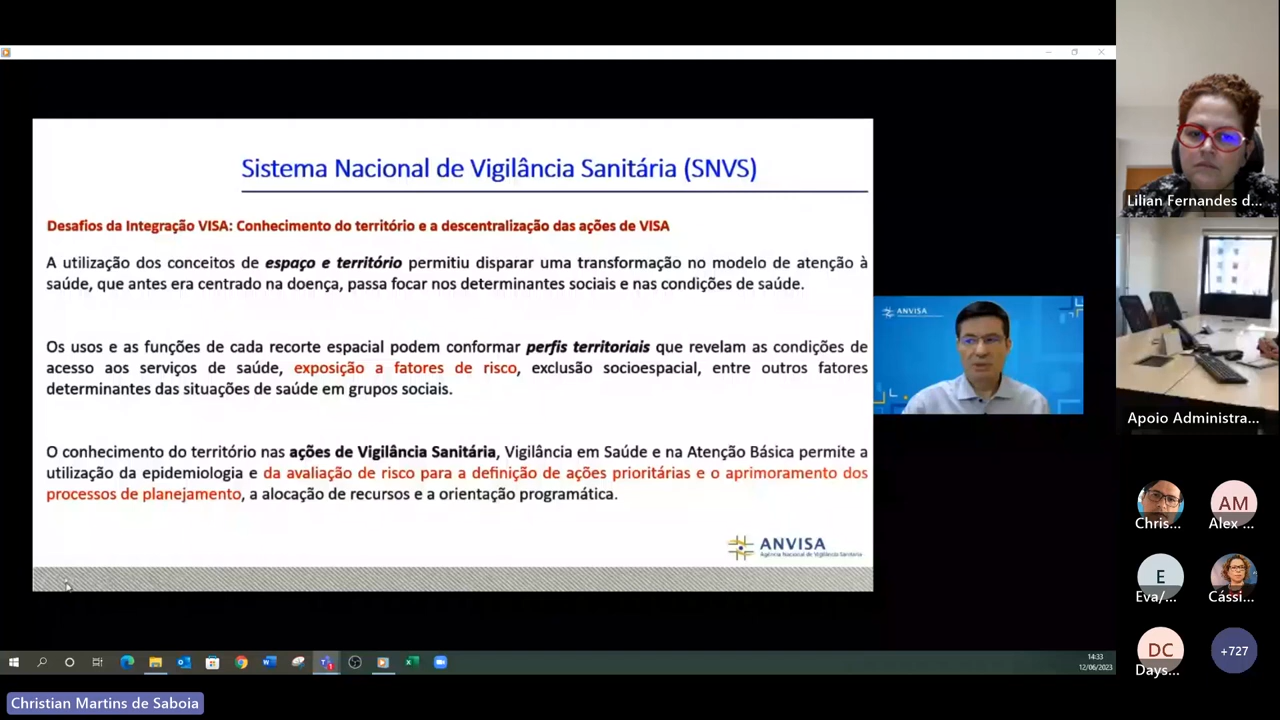 Sistema Nacional de Vigilância Sanitária (SNVS)
Desafios da Integração VISA: Conhecimento do território e a descentralização das ações de VISA
A utilização dos conceitos de espaço e território permitiu disparar uma transformação no modelo de atenção à
saúde, que antes era centrado na doença, passa focar nos determinantes sociais e nas condições de saúde.
Os usos e as funções de cada recorte espacial podem conformar perfis territoriais que revelam as condições de
acesso aos serviços de saúde, exposição a fatores de risco, exclusão socioespacial, entre outros fatores
determinantes das situações de saúde em grupos sociais.
O conhecimento do território nas ações de Vigilância Sanitária, Vigilância em Saúde e na Atenção Básica permite a
utilização da epidemiologia e da avaliação de risco para a definição de ações prioritárias e o aprimoramento dos
processos de planejamento, a alocação de recursos e a orientação programática.
ANVISA
Agência Nacional de Vigilância Sanitária
ANVISA
Lilian Fernandes d...
Apoio Administra...
Chris...
AM
Alex ...
E
Eva/...
Cássi...
DC
Days...
+727
14:33
12/06/2023
Christian Martins de Saboia